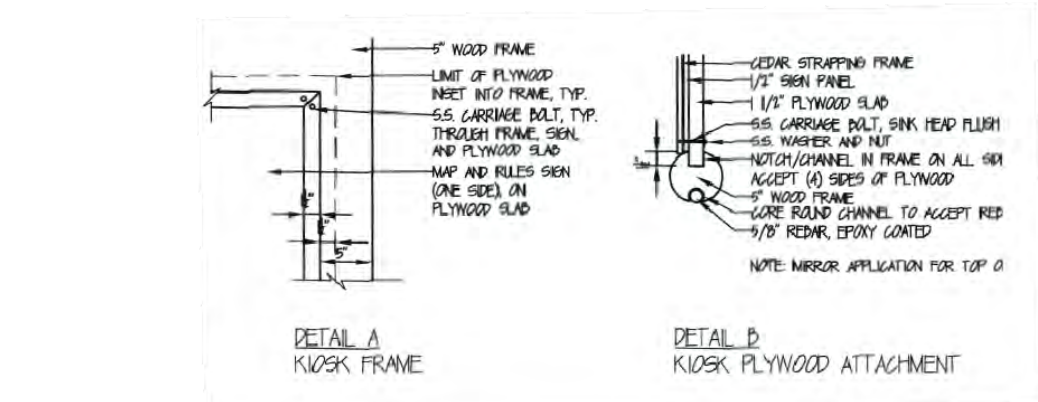 5" WOOD FRAME
LIMIT OF PLYWOOD
INSET INTO FRAME, TYP.
S.S. CARRIAGE BOLT, TYP.
THROUGH FRAME, SIGN,
AND PLYWOOD SLAB
MAP AND RULES SIGN
(ONE SIDE), ON
PLYWOOD SLAB
5"
DETAIL A
KIOSK FRAME
CEDAR STRAPPING FRAME
1/2" SIGN PANEL
1 1/2" PLYWOOD SLAB
S.S. CARRIAGE BOLT, SINK HEAD FLUSH
S.S. WASHER AND NUT
NOTCH/CHANNEL IN FRAME ON ALL
ACCEPT (4) SIDES OF PLYWOOD
5" WOOD FRAME
CORE ROUND CHANNEL TO ACCEPT REB
5/8" REBAR, EPOXY COATED
NOTE: MIRROR APPLICATION FOR TOP O
DETAIL B
KIOSK PLYWOOD ATTACHMENT